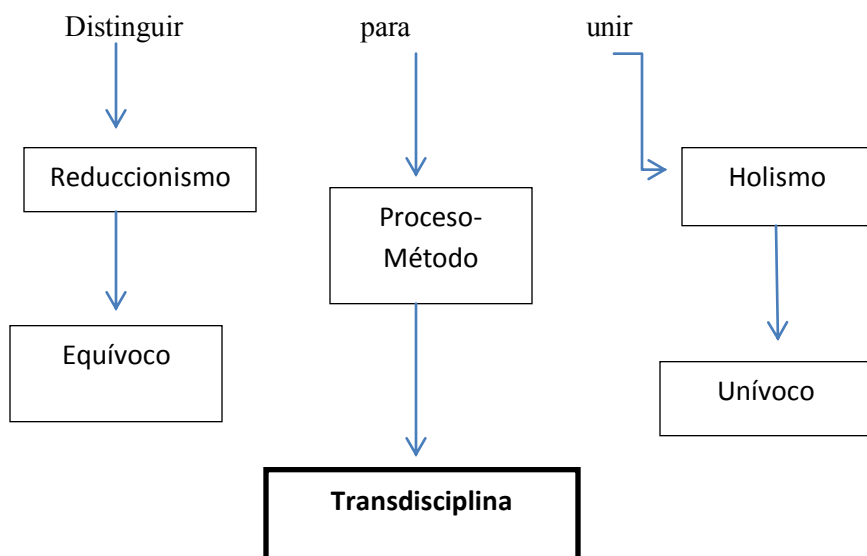 Distinguir para unir
Reduccionismo
Holismo
Proceso-
Método
Equívoco
Unívoco
Transdisciplina